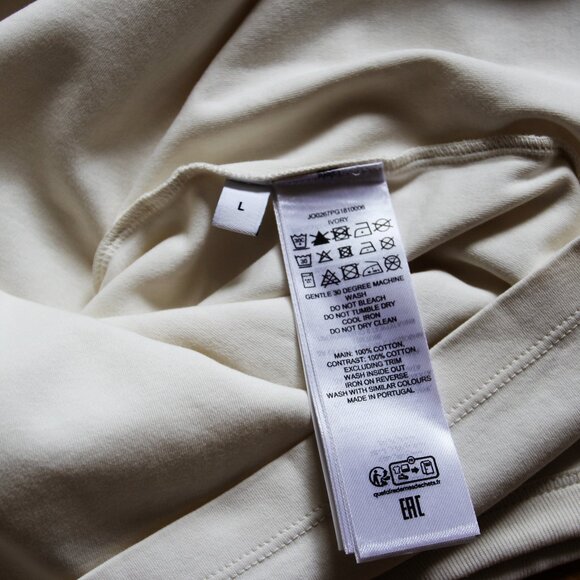 L
JO0267PG1810006
IVORY
GENTLE 30 DEGREE MACHINE
WASH
DO NOT BLEACH
DO NOT TUMBLE DRY
COOL IRON
DO NOT DRY CLEAN
MAIN: 100% COTTON,
CONTRAST: 100% COTTON,
EXCLUDING TRIM
WASH INSIDE OUT
IRON ON REVERSE
WASH WITH SIMILAR COLOURS
MADE IN PORTUGAL
quefairedemesdechets.fr
EAC